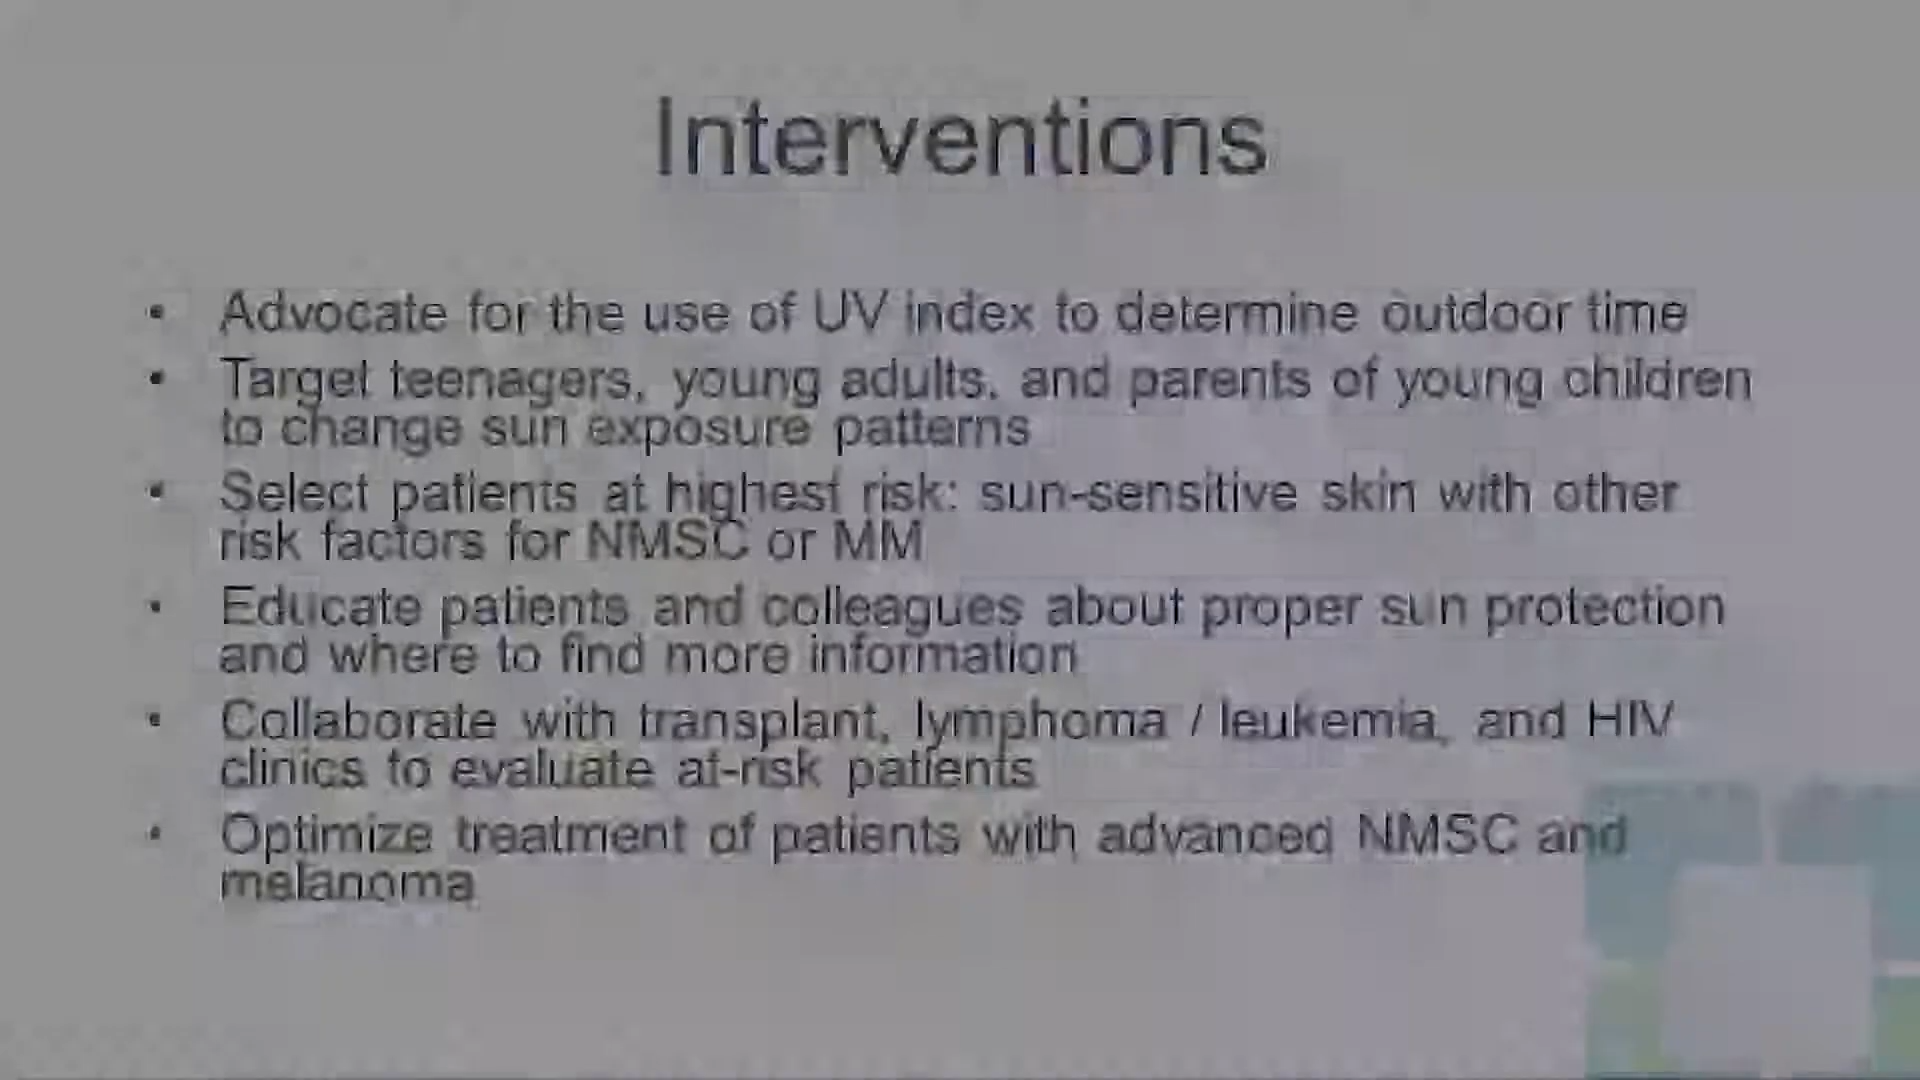 Interventions
• Advocate for the use of UV index to determine outdoor time
• Target teenagers, young adults, and parents of young children
to change sun exposure patterns
• Select patients at highest risk: sun-sensitive skin with other
risk factors for NMSC or MM
• Educate patients and colleagues about proper sun protection
and where to find more information
• Collaborate with transplant, lymphoma / leukemia, and HIV
clinics to evaluate at-risk patients
• Optimize treatment of patients with advanced NMSC and
melanoma